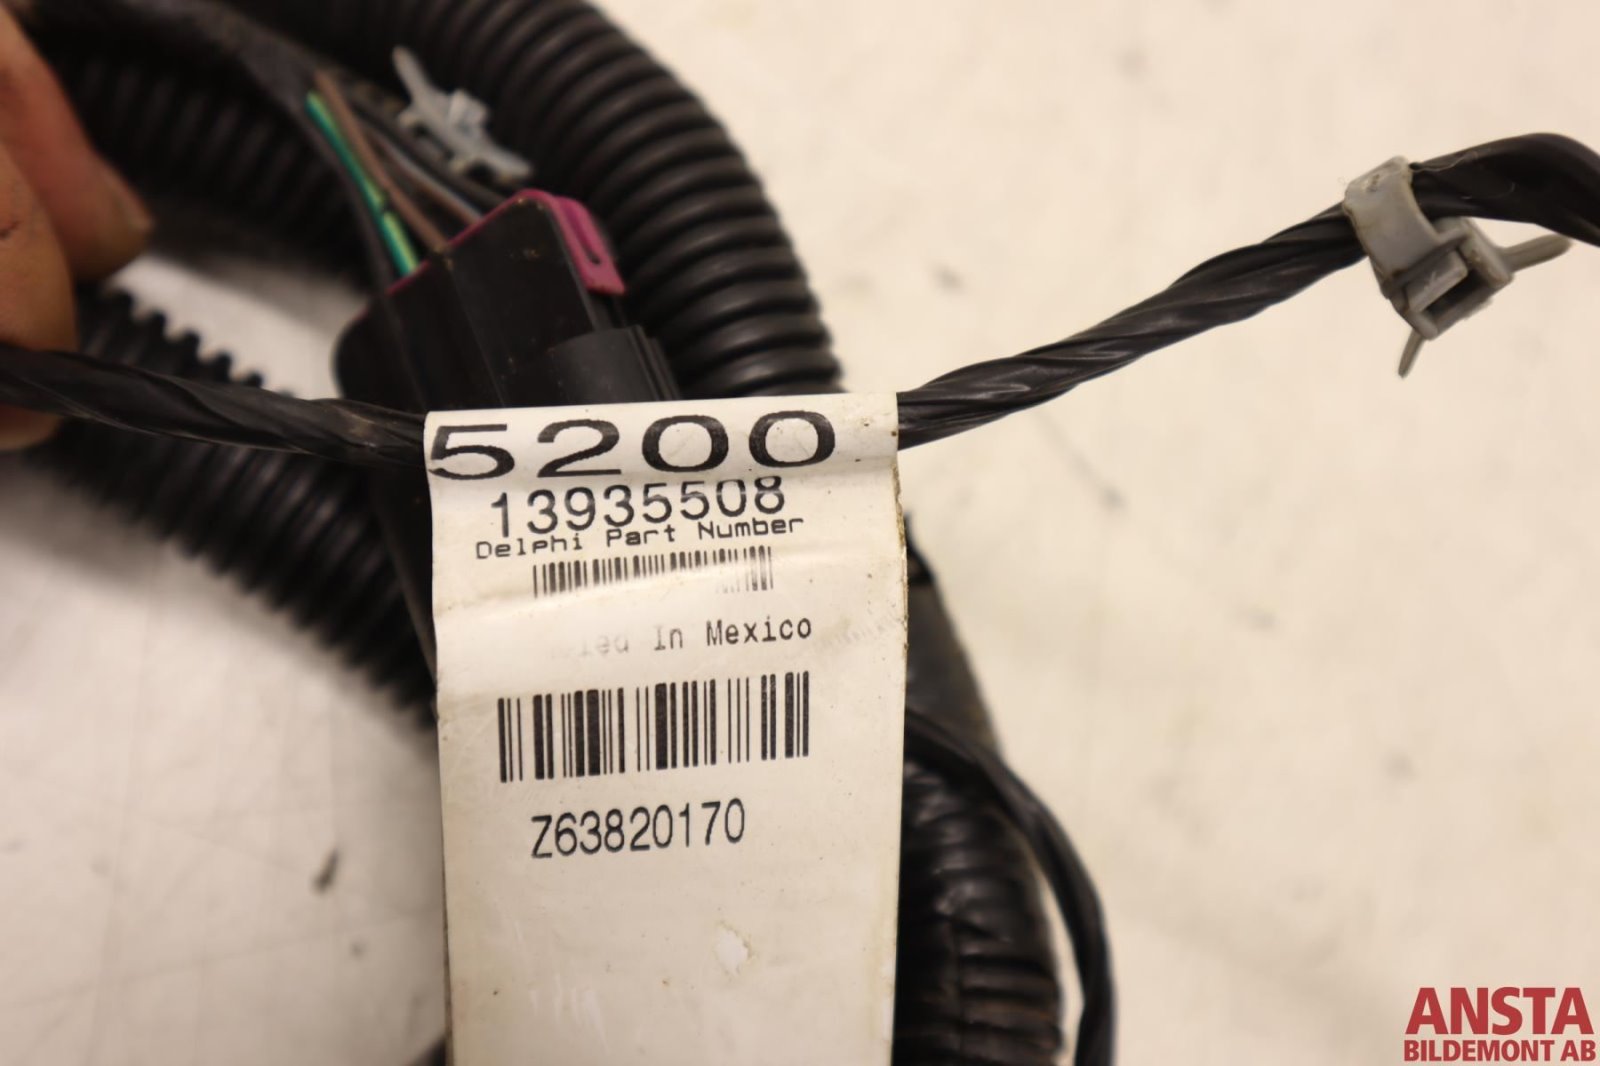 5200
13935508
Delphi Part Number
In Mexico
Z63820170
ANSTA
BILDEMONT AB